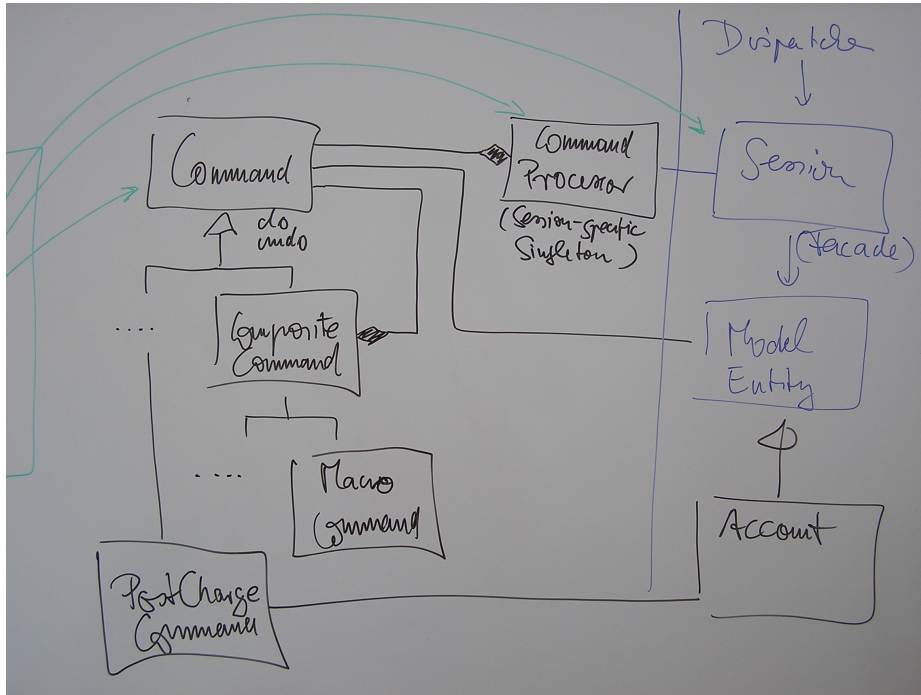 Dispatcher
Command
do
undo
Command
Processor
(Session-specific
Singleton)
Session
(Facade)
....
Composite
Command
Model
Entity
....
Macro
Command
Account
PostCharge
Command